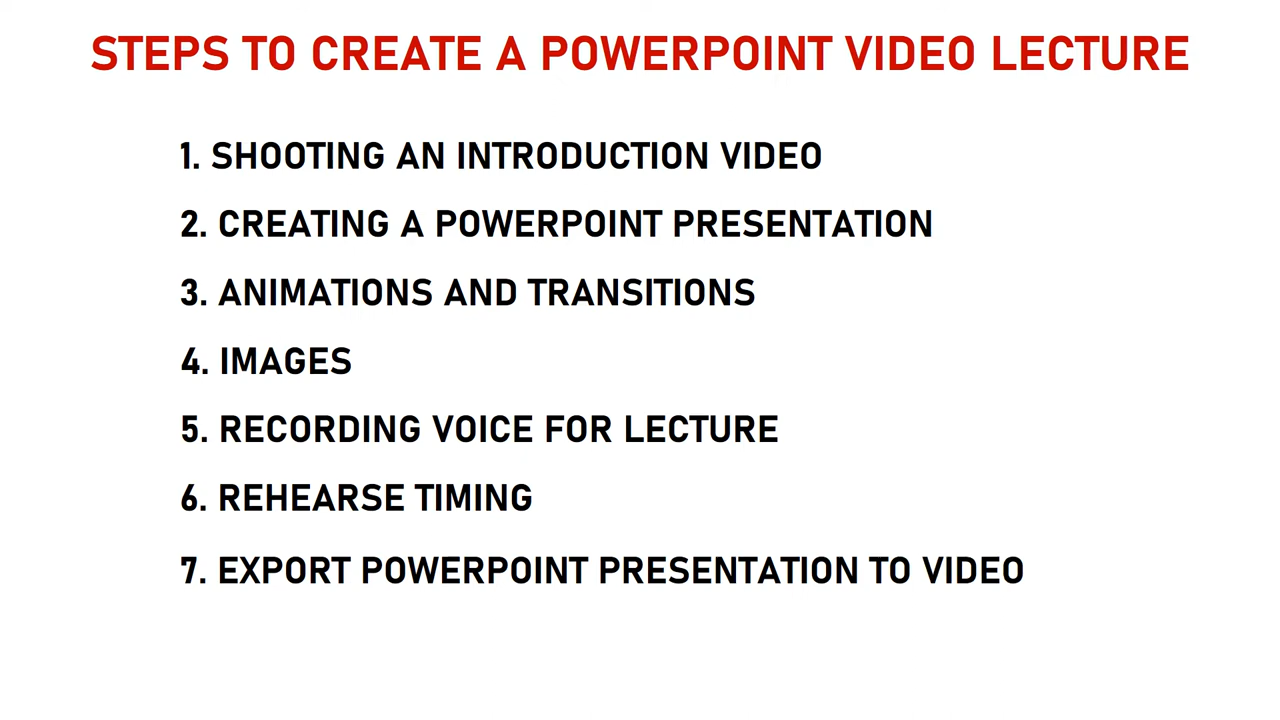 STEPS TO CREATE A POWERPOINT VIDEO LECTURE
1. SHOOTING AN INTRODUCTION VIDEO
2. CREATING A POWERPOINT PRESENTATION
3. ANIMATIONS AND TRANSITIONS
4. IMAGES
5. RECORDING VOICE FOR LECTURE
6. REHEARSE TIMING
7. EXPORT POWERPOINT PRESENTATION TO VIDEO